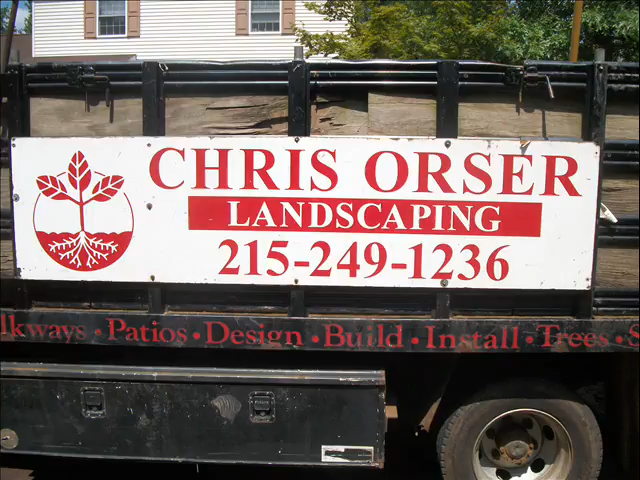 CHRIS ORSER
LANDSCAPING
215-249-1236
lkways • Patios • Design • Build • Install • Trees • S